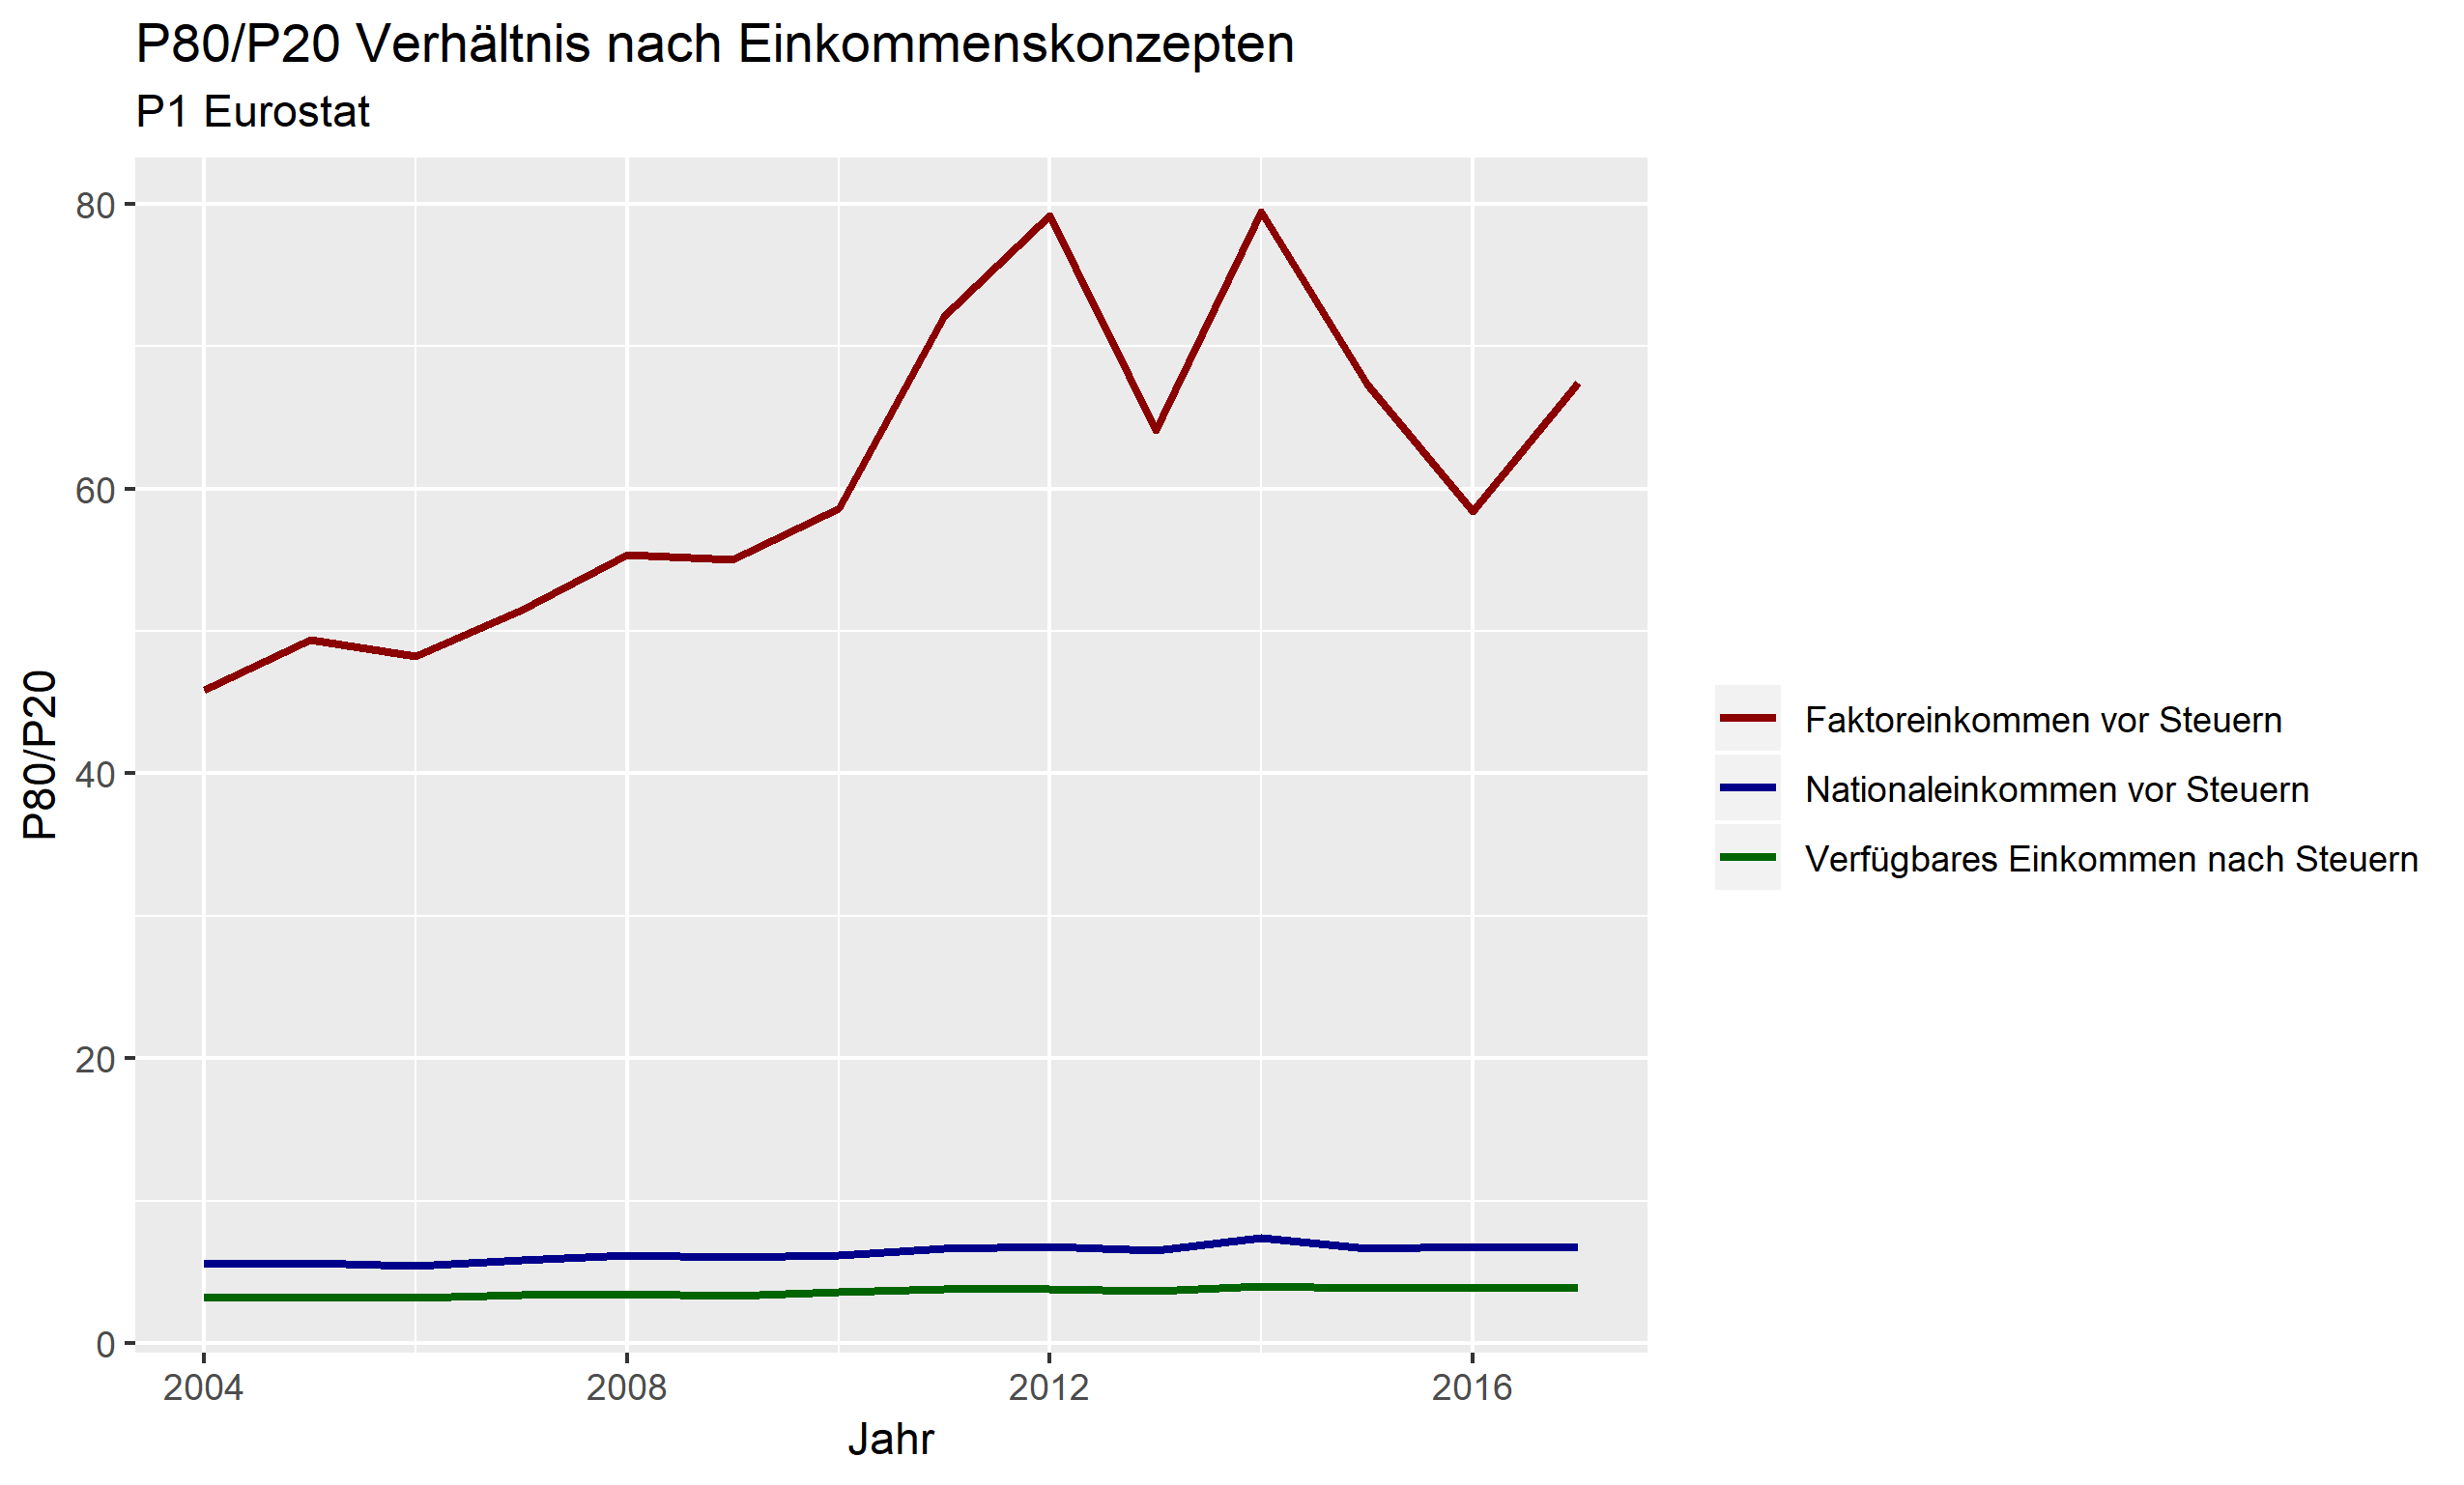 P80/P20 Verhältnis nach Einkommenskonzepten
P1 Eurostat
P80/P20
80
60
40
20
0
2004 2008 2012 2016
Jahr
Faktoreinkommen vor Steuern
Nationaleinkommen vor Steuern
Verfügbares Einkommen nach Steuern